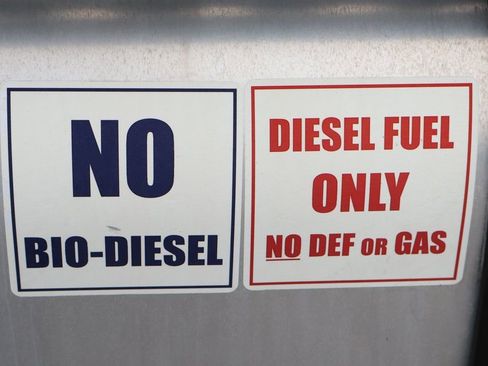 NO
BIO-DIESEL
DIESEL FUEL
ONLY
NO DEF OR GAS